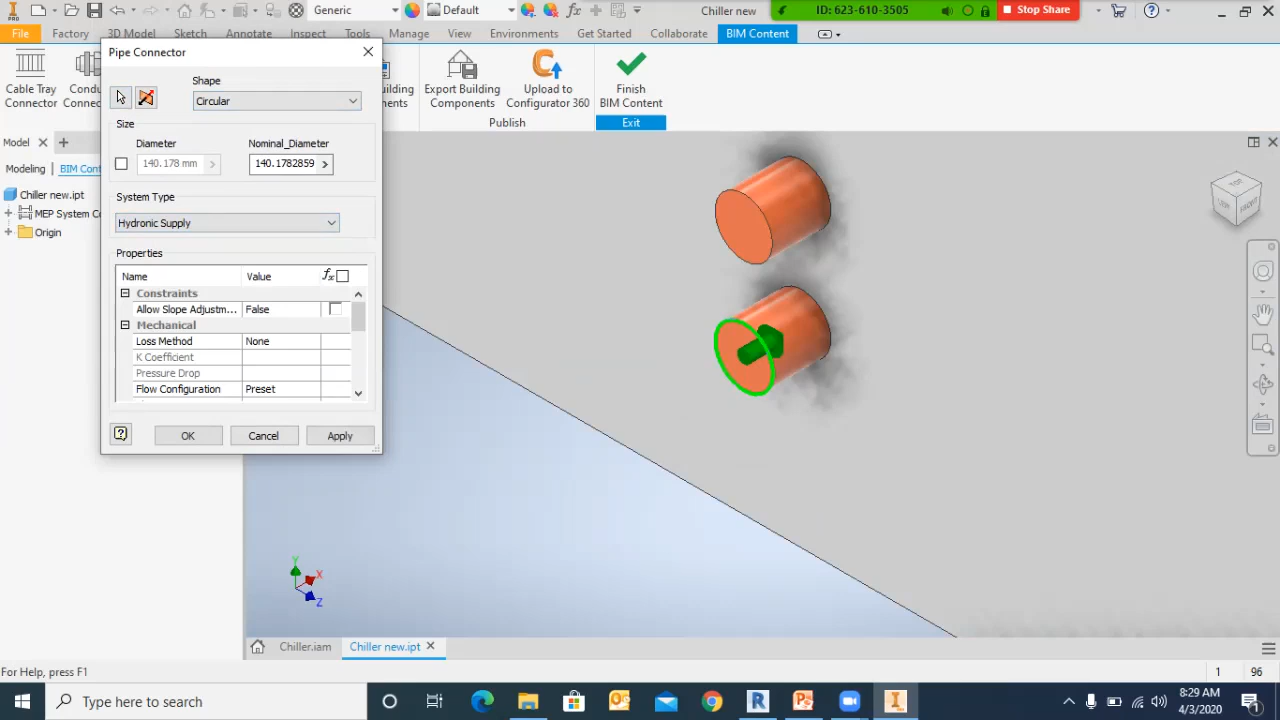 Generic
Default
Chiller new
ID: 623-610-3505
Stop Share
File
Factory
3D Model
Sketch
Annotate
Inspect
Tools
Manage
View
Environments
Get Started
Collaborate
BIM Content
Pipe Connector
Cable Tray
Connector
Export Building
Components
Upload to
Configurator 360
Finish
BIM Content
Publish
Exit
Shape
Circular
Size
Diameter
Nominal_Diameter
140.178 mm
140.1782859
System Type
Hydronic Supply
Properties
Name
Value
fx
Constraints
Allow Slope Adjustm...
False
Mechanical
Loss Method
None
K Coefficient
Pressure Drop
Flow Configuration
Preset
OK
Cancel
Apply
Model
Modeling
Chiller new.ipt
Origin
TOP
FRONT
Y
X
Z
Chiller.iam
Chiller new.ipt
For Help, press F1
1
96
Type here to search
8:29 AM
4/3/2020